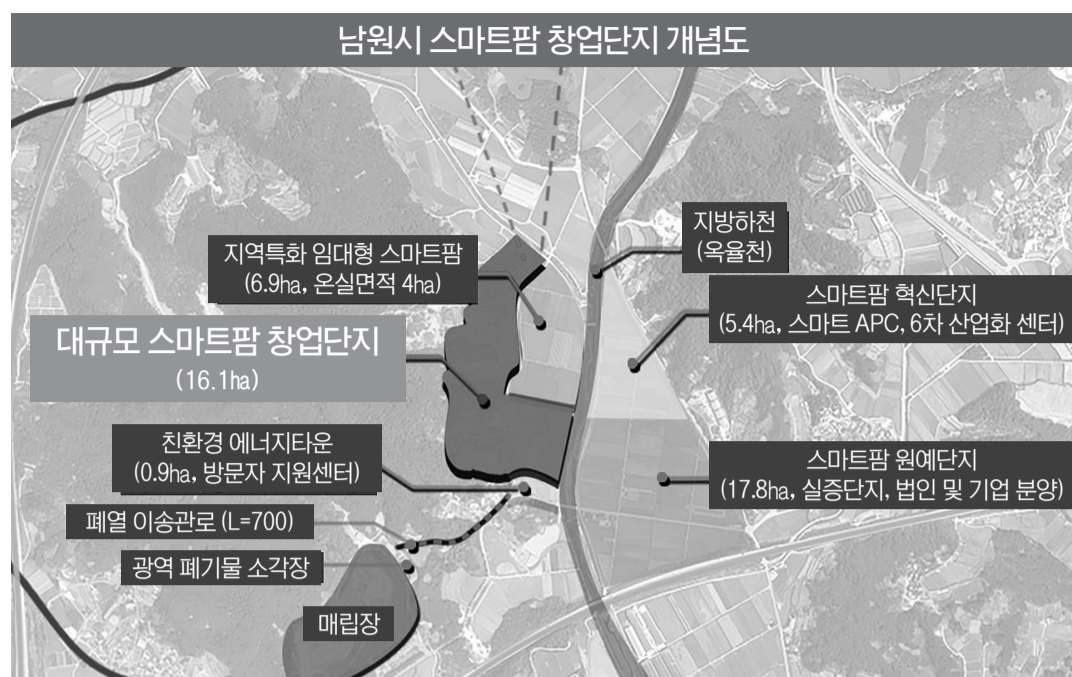 남원시 스마트팜 창업단지 개념도
지역특화 임대형 스마트팜
(6.9ha, 온실면적 4ha)
지방하천
(옥율천)
스마트팜 혁신단지
(5.4ha, 스마트 APC, 6차 산업화 센터)
대규모 스마트팜 창업단지
(16.1ha)
친환경 에너지타운
(0.9ha, 방문자 지원센터)
스마트팜 원예단지
(17.8ha, 실증단지, 법인 및 기업 분양)
폐열 이송관로 (L=700)
광역 폐기물 소각장
매립장